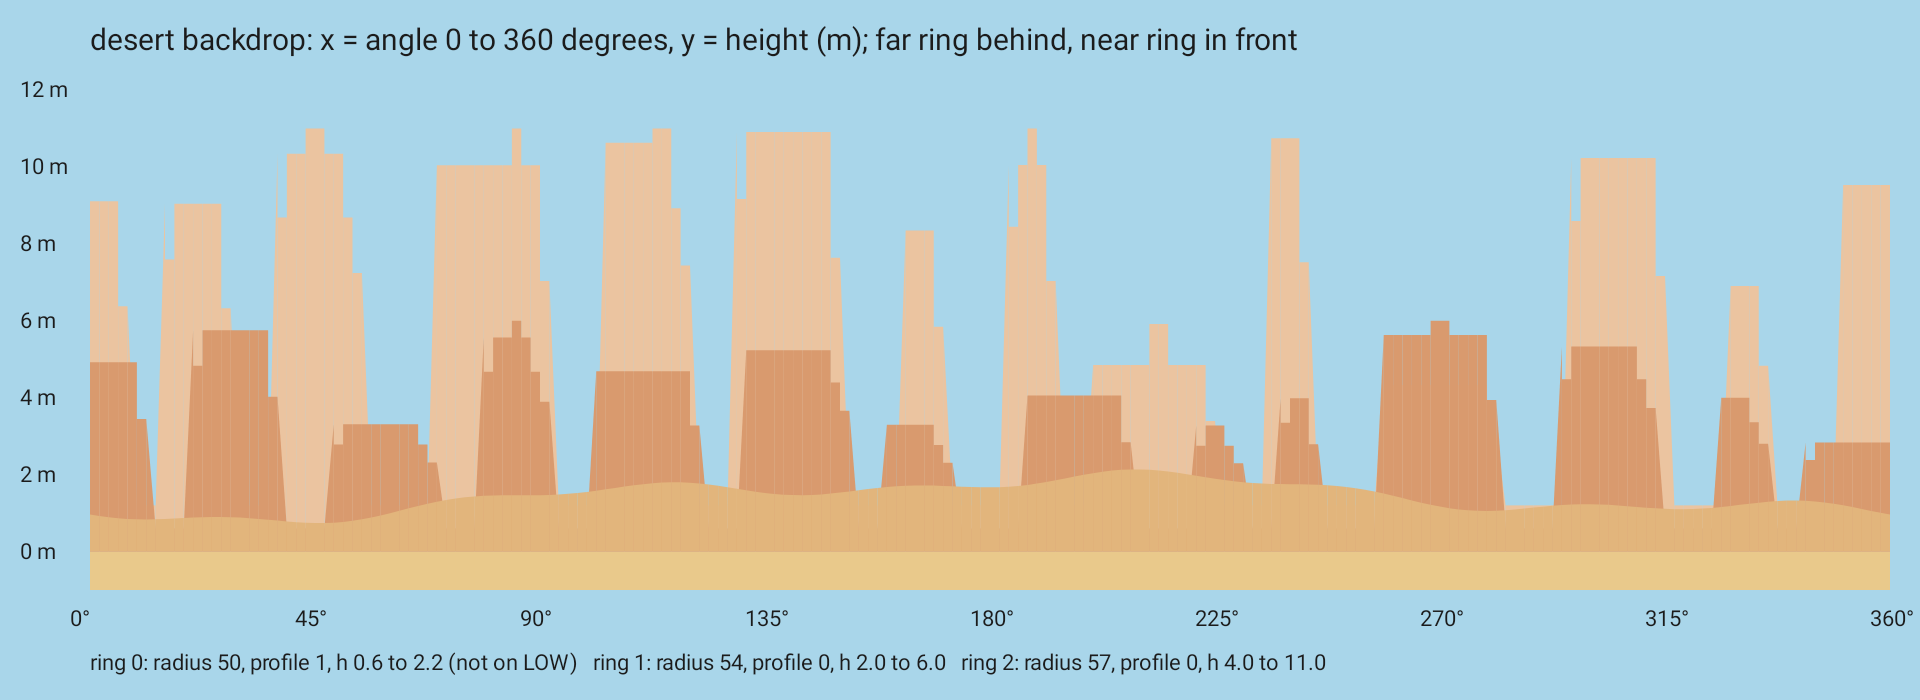 desert backdrop: x = angle 0 to 360 degrees, y = height (m); far ring behind, near ring in front
12 m
10 m
8 m
6 m
4 m
2 m
0 m
0° 45° 90° 135° 180° 225° 270° 315° 360°
ring 0: radius 50, profile 1, h 0.6 to 2.2 (not on LOW) ring 1: radius 54, profile 0, h 2.0 to 6.0 ring 2: radius 57, profile 0, h 4.0 to 11.0